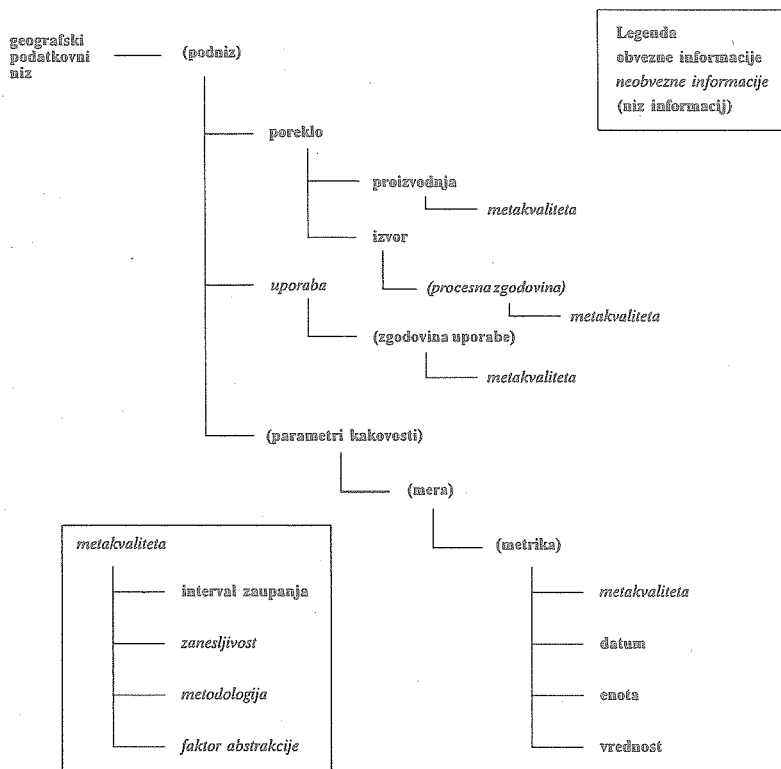 geografski
podatkovni
niz
(podniz)
Legenda
obvezne informacije
neobvezne informacije
(niz informacij)
poreklo
proizvodnja
metakvaliteta
izvor
uporaba
(procesna zgodovina)
metakvaliteta
(zgodovina uporabe)
metakvaliteta
(parametri kakovosti)
(mera)
(metrika)
metakvaliteta
datum
enota
vrednost
metakvaliteta
interval zaupanja
zanesljivost
metodologija
faktor abstrakcije